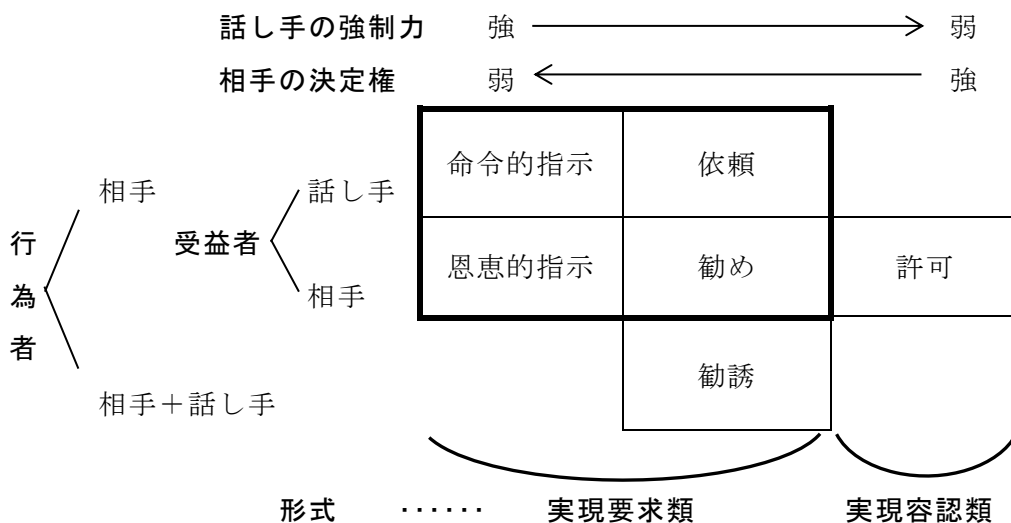 話し手の強制力 強 弱
相手の決定権 弱 強
命令的指示 依頼
相手 話し手
行為者 受益者
恩恵的指示 勧め 許可
相手
勧誘
相手+話し手
形式 ‥‥‥ 実現要求類 実現容認類